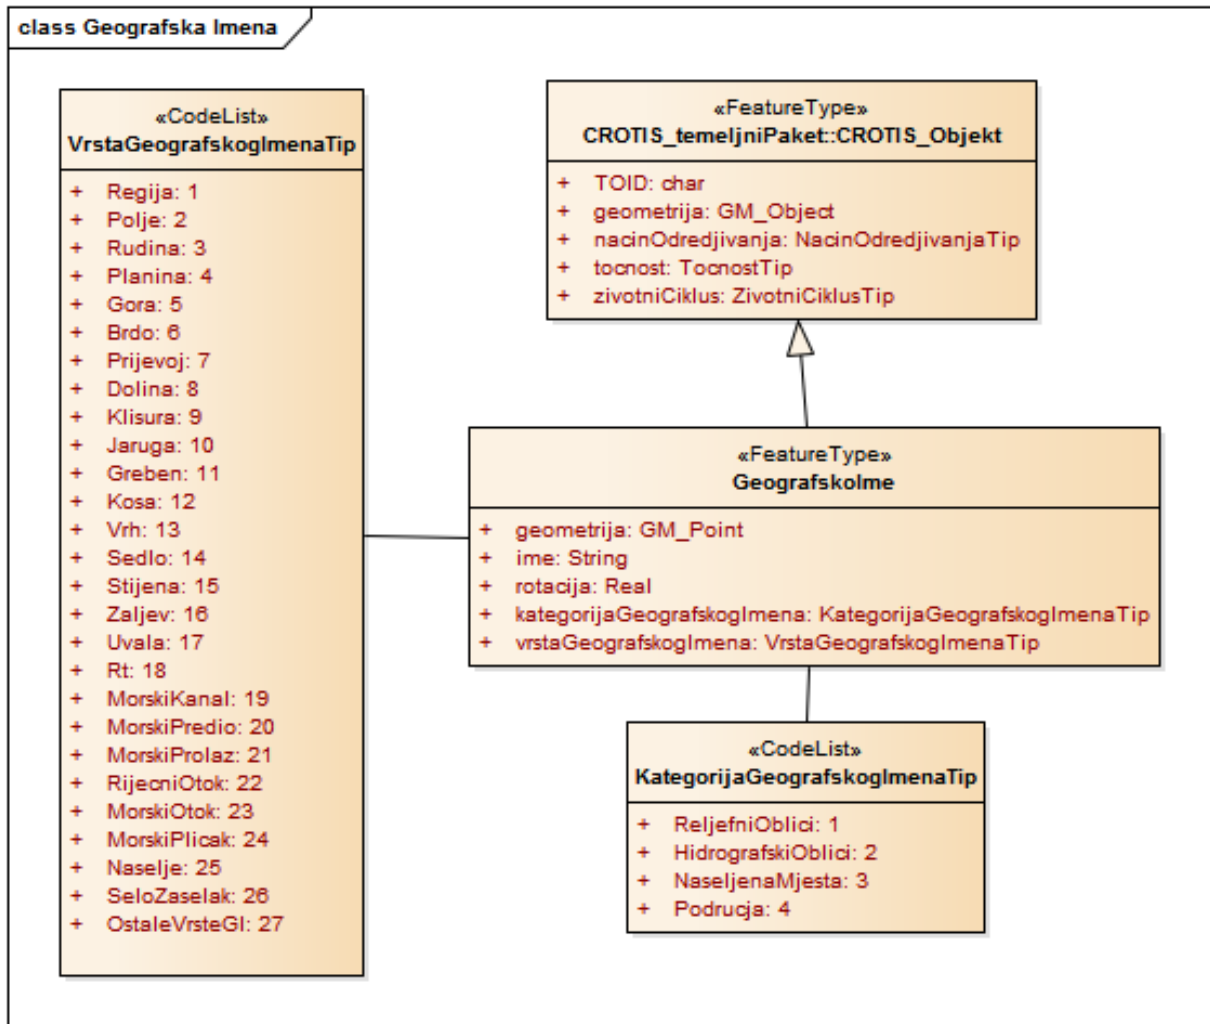 class Geografska Imena
«CodeList»
VrstaGeografskogImenaTip
+ Regija: 1
+ Polje: 2
+ Rudina: 3
+ Planina: 4
+ Gora: 5
+ Brdo: 6
+ Prijevoj: 7
+ Dolina: 8
+ Klisura: 9
+ Jaruga: 10
+ Greben: 11
+ Kosa: 12
+ Vrh: 13
+ Sedlo: 14
+ Stijena: 15
+ Zaljev: 16
+ Uvala: 17
+ Rt: 18
+ MorskiKanal: 19
+ MorskiPredio: 20
+ MorskiProlaz: 21
+ RijecniOtok: 22
+ MorskiOtok: 23
+ MorskiPlicak: 24
+ Naselje: 25
+ SeloZaselak: 26
+ OstaleVrsteGI: 27
«FeatureType»
CROTIS_temeljniPaket::CROTIS_Objekt
+ TOID: char
+ geometrija: GM_Object
+ nacinOdredjivanja: NacinOdredjivanjaTip
+ tocnost: TocnostTip
+ zivotniCiklus: ZivotniCiklusTip
«FeatureType»
GeografskoIme
+ geometrija: GM_Point
+ ime: String
+ rotacija: Real
+ kategorijaGeografskogImena: KategorijaGeografskogImenaTip
+ vrstaGeografskogImena: VrstaGeografskogImenaTip
«CodeList»
KategorijaGeografskogImenaTip
+ ReljefniOblici: 1
+ HidrografskiOblici: 2
+ NaseljenaMjesta: 3
+ Podrucja: 4